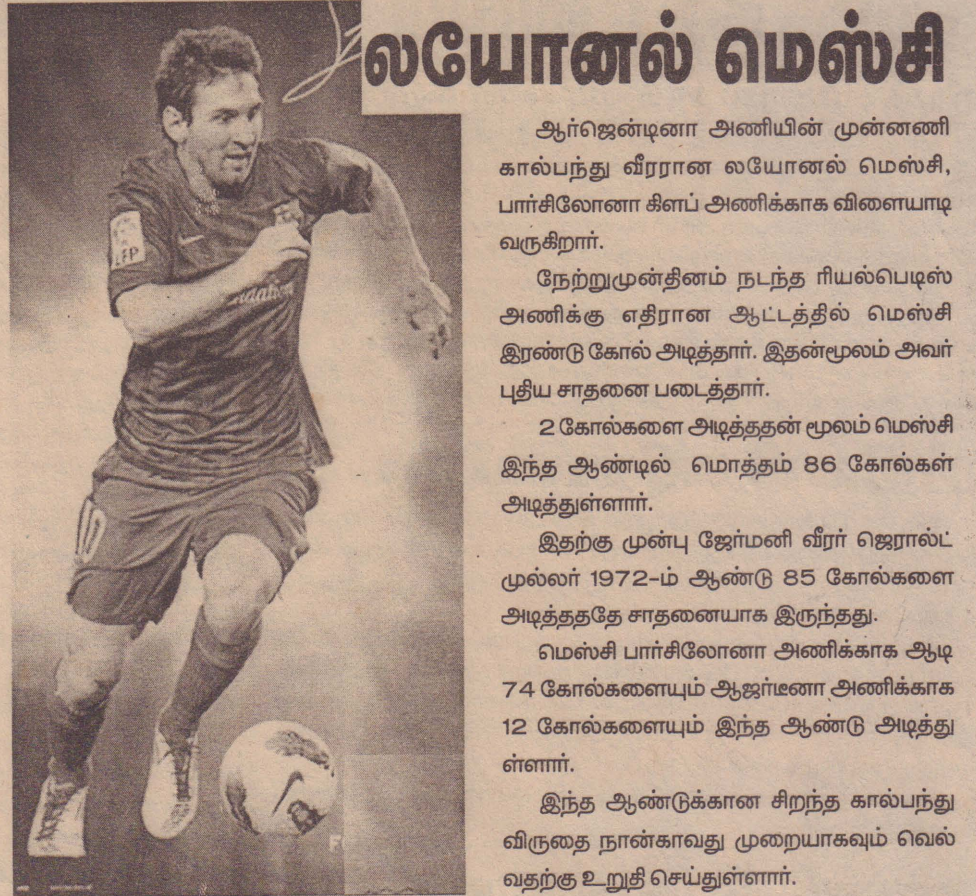 லயோனல் மெஸ்சி
ஆர்ஜென்டினா அணியின் முன்னணி
கால்பந்து வீரரான லயோனல் மெஸ்சி,
பார்சிலோனா கிளப் அணிக்காக விளையாடி
வருகிறார்.
நேற்றுமுன்தினம் நடந்த ரியல்பெடிஸ்
அணிக்கு எதிரான ஆட்டத்தில் மெஸ்சி
இரண்டு கோல் அடித்தார். இதன்மூலம் அவர்
புதிய சாதனை படைத்தார்.
2 கோல்களை அடித்ததன் மூலம் மெஸ்சி
இந்த ஆண்டில் மொத்தம் 86 கோல்கள்
அடித்துள்ளார்.
இதற்கு முன்பு ஜேர்மனி வீரர் ஜெரால்ட்
முல்லர் 1972-ம் ஆண்டு 85 கோல்களை
அடித்தததே சாதனையாக இருந்தது.
மெஸ்சி பார்சிலோனா அணிக்காக ஆடி
74 கோல்களையும் ஆஜர்டீனா அணிக்காக
12 கோல்களையும் இந்த ஆண்டு அடித்து
ள்ளார்.
இந்த ஆண்டுக்கான சிறந்த கால்பந்து
விருதை நான்காவது முறையாகவும் வெல்
வதற்கு உறுதி செய்துள்ளார்.
LFP
10
F